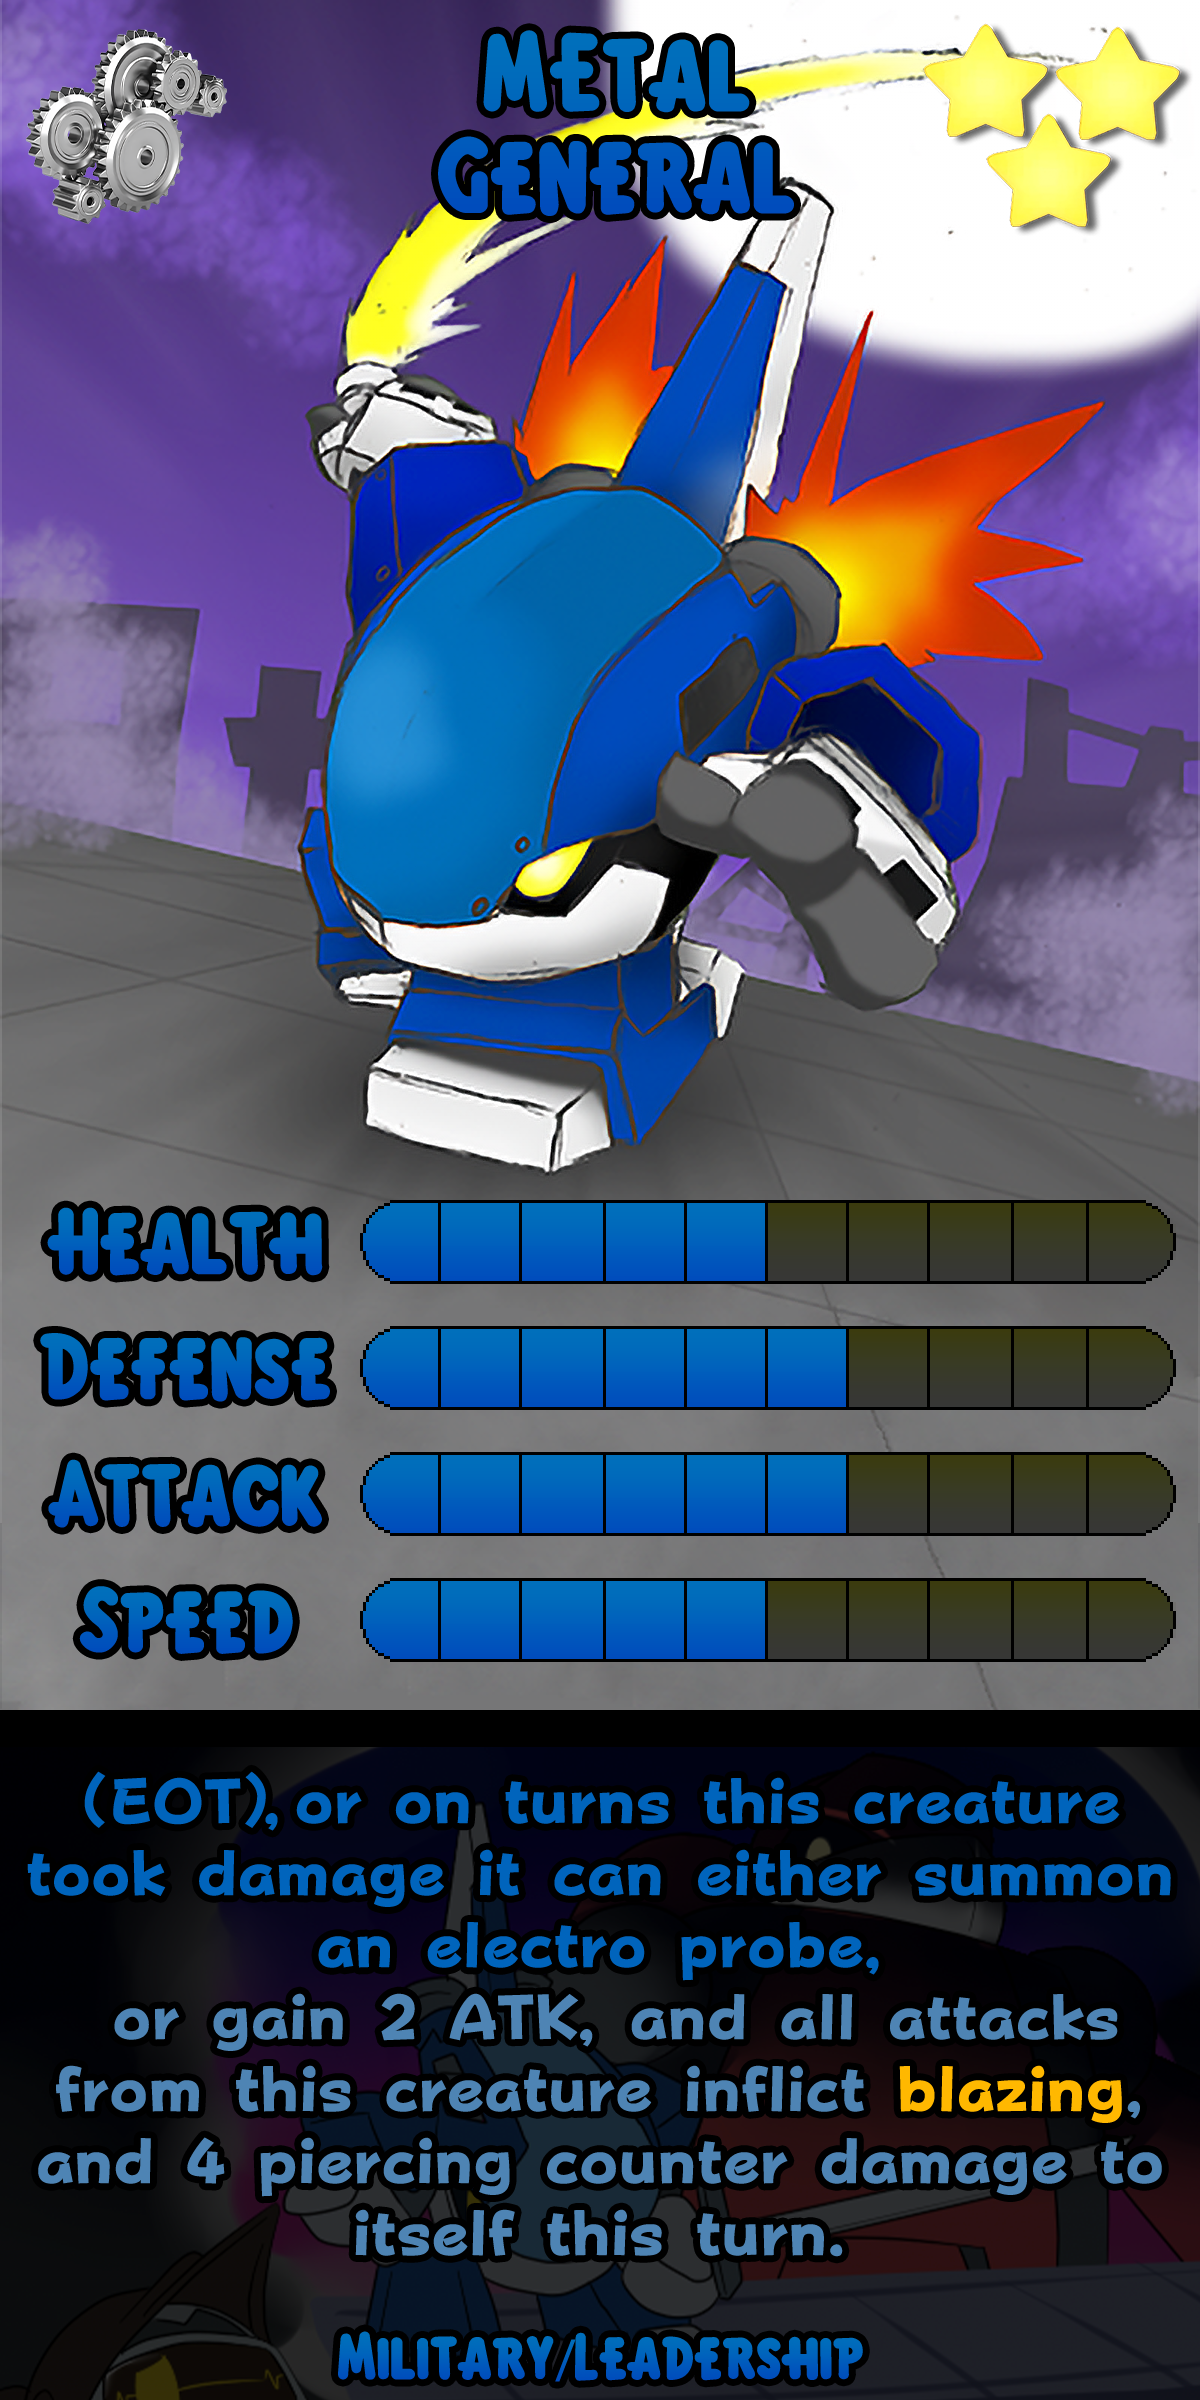 METAL
GENERAL
HEALTH
DEFENSE
ATTACK
SPEED
(EOT), or on turns this creature
took damage it can either summon
an electro probe,
or gain 2 ATK, and all attacks
from this creature inflict blazing,
and 4 piercing counter damage to
itself this turn.
MILITARY/LEADERSHIP